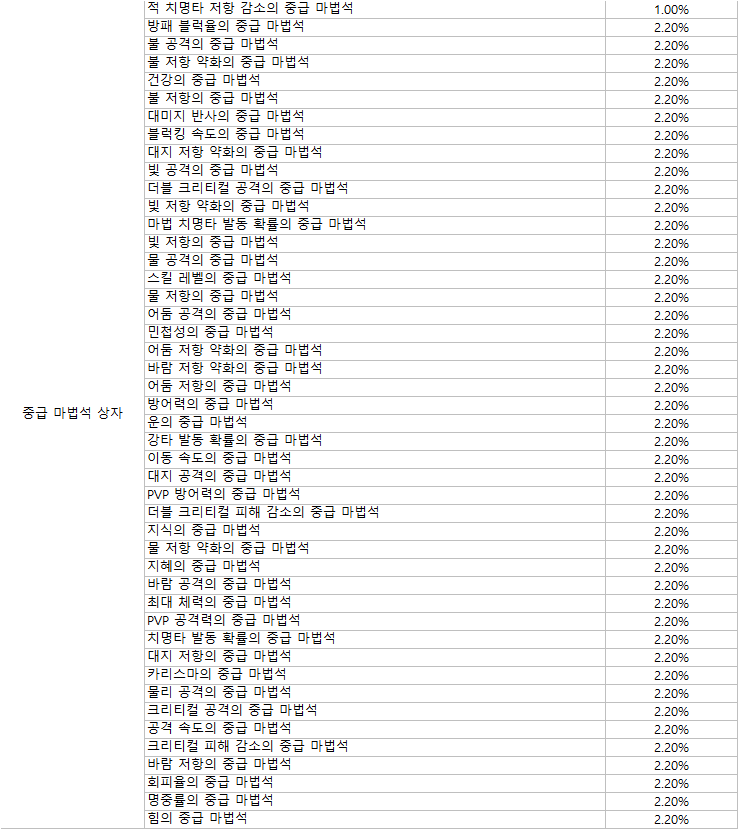 적 치명타 저항 감소의 중급 마법석 1.00%
방패 블럭율의 중급 마법석 2.20%
불 공격의 중급 마법석 2.20%
불 저항 약화의 중급 마법석 2.20%
건강의 중급 마법석 2.20%
불 저항의 중급 마법석 2.20%
대미지 반사의 중급 마법석 2.20%
블럭킹 속도의 중급 마법석 2.20%
대지 저항 약화의 중급 마법석 2.20%
빛 공격의 중급 마법석 2.20%
더블 크리티컬 공격의 중급 마법석 2.20%
빛 저항 약화의 중급 마법석 2.20%
마법 치명타 발동 확률의 중급 마법석 2.20%
빛 저항의 중급 마법석 2.20%
물 공격의 중급 마법석 2.20%
스킬 레벨의 중급 마법석 2.20%
물 저항의 중급 마법석 2.20%
어둠 공격의 중급 마법석 2.20%
민첩성의 중급 마법석 2.20%
어둠 저항 약화의 중급 마법석 2.20%
바람 저항 약화의 중급 마법석 2.20%
어둠 저항의 중급 마법석 2.20%
중급 마법석 상자
방어력의 중급 마법석 2.20%
운의 중급 마법석 2.20%
강타 발동 확률의 중급 마법석 2.20%
이동 속도의 중급 마법석 2.20%
대지 공격의 중급 마법석 2.20%
PVP 방어력의 중급 마법석 2.20%
더블 크리티컬 피해 감소의 중급 마법석 2.20%
지식의 중급 마법석 2.20%
물 저항 약화의 중급 마법석 2.20%
지혜의 중급 마법석 2.20%
바람 공격의 중급 마법석 2.20%
최대 체력의 중급 마법석 2.20%
PVP 공격력의 중급 마법석 2.20%
치명타 발동 확률의 중급 마법석 2.20%
대지 저항의 중급 마법석 2.20%
카리스마의 중급 마법석 2.20%
물리 공격의 중급 마법석 2.20%
크리티컬 공격의 중급 마법석 2.20%
공격 속도의 중급 마법석 2.20%
크리티컬 피해 감소의 중급 마법석 2.20%
바람 저항의 중급 마법석 2.20%
회피율의 중급 마법석 2.20%
명중률의 중급 마법석 2.20%
힘의 중급 마법석 2.20%